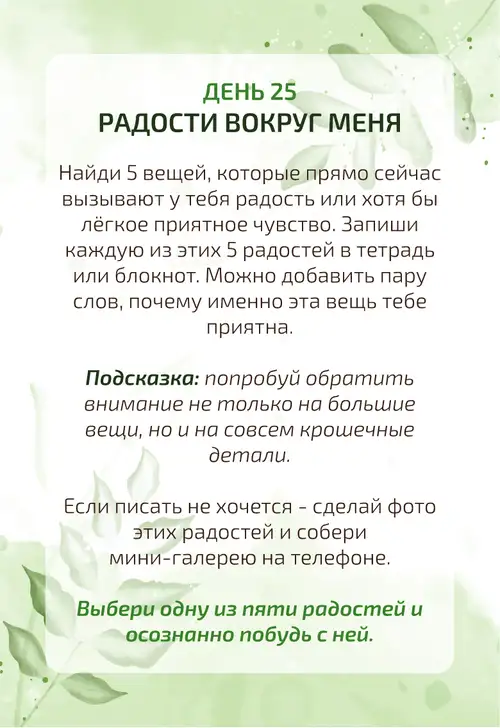 ДЕНЬ 25
РАДОСТИ ВОКРУГ МЕНЯ
Найди 5 вещей, которые прямо сейчас
вызывают у тебя радость или хотя бы
лёгкое приятное чувство. Запиши
каждую из этих 5 радостей в тетрадь
или блокнот. Можно добавить пару
слов, почему именно эта вещь тебе
приятна.
Подсказка: попробуй обратить
внимание не только на большие
вещи, но и на совсем крошечные
детали.
Если писать не хочется - сделай фото
этих радостей и собери
мини-галерею на телефоне.
Выбери одну из пяти радостей и
осознанно побудь с ней.